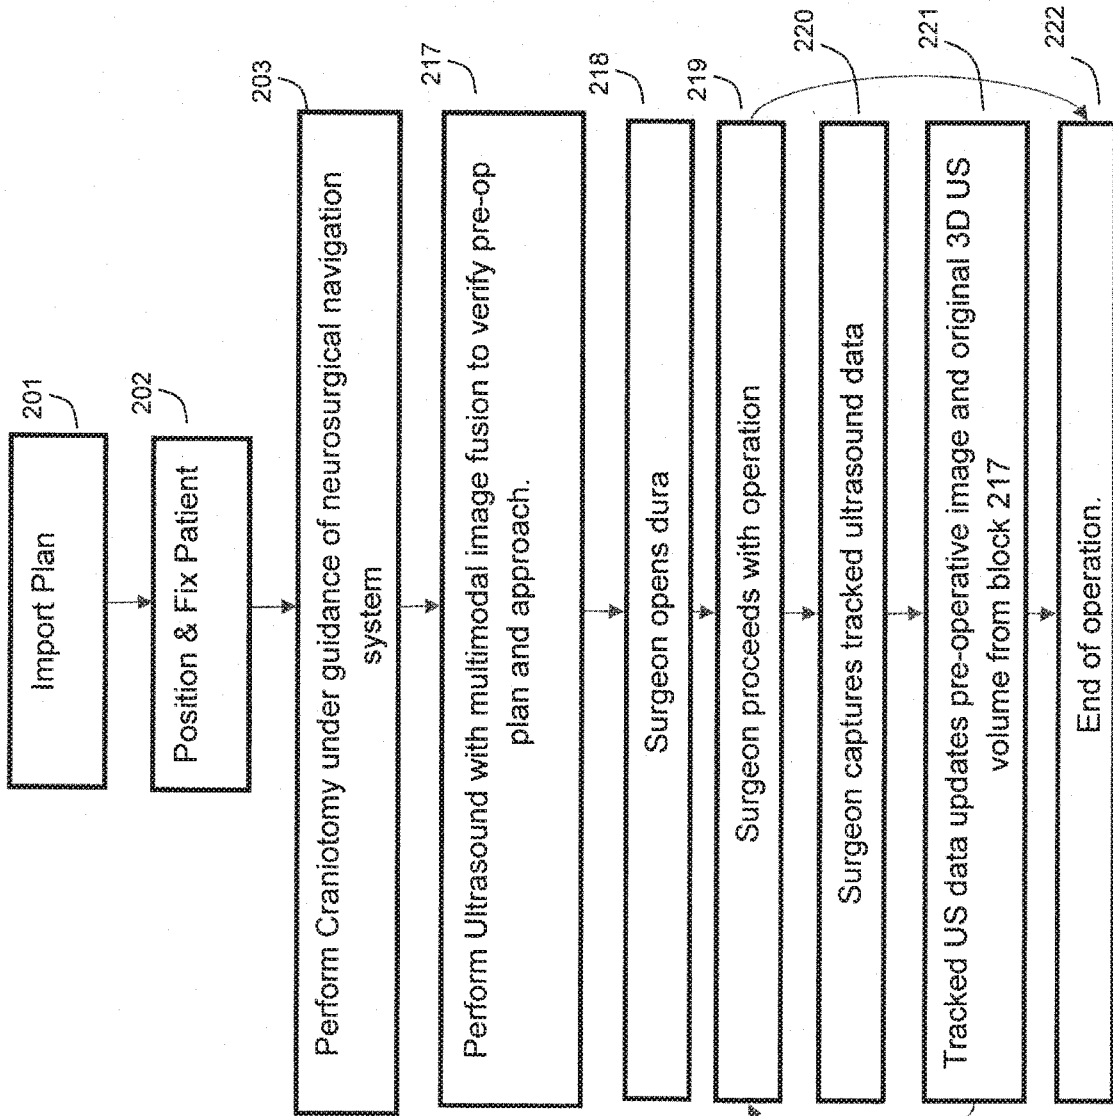 Import Plan
201
Position & Fix Patient
202
Perform Craniotomy under guidance of neurosurgical navigation
system
203
Perform Ultrasound with multimodal image fusion to verify pre-op
plan and approach.
217
Surgeon opens dura
218
Surgeon proceeds with operation
219
Surgeon captures tracked ultrasound data
220
Tracked US data updates pre-operative image and original 3D US
volume from block 217
221
End of operation.
222